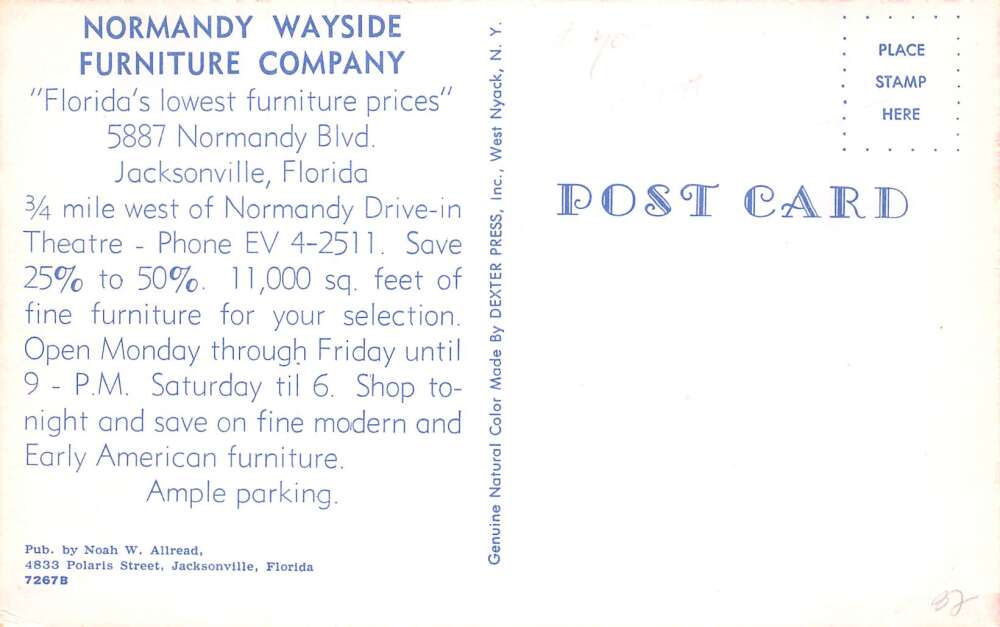 NORMANDY WAYSIDE
FURNITURE COMPANY
"Florida's lowest furniture prices"
5887 Normandy Blvd.
Jacksonville, Florida
¾ mile west of Normandy Drive-in
Theatre - Phone EV 4-2511. Save
25% to 50%. 11,000 sq. feet of
fine furniture for your selection.
Open Monday through Friday until
9 - P.M. Saturday til 6. Shop to-
night and save on fine modern and
Early American furniture.
Ample parking.
Pub. by Noah W. Allread,
4833 Polaris Street, Jacksonville, Florida
7267B
Genuine Natural Color Made By DEXTER PRESS, Inc., West Nyack, N. Y.
PLACE
STAMP
HERE
POST CARD